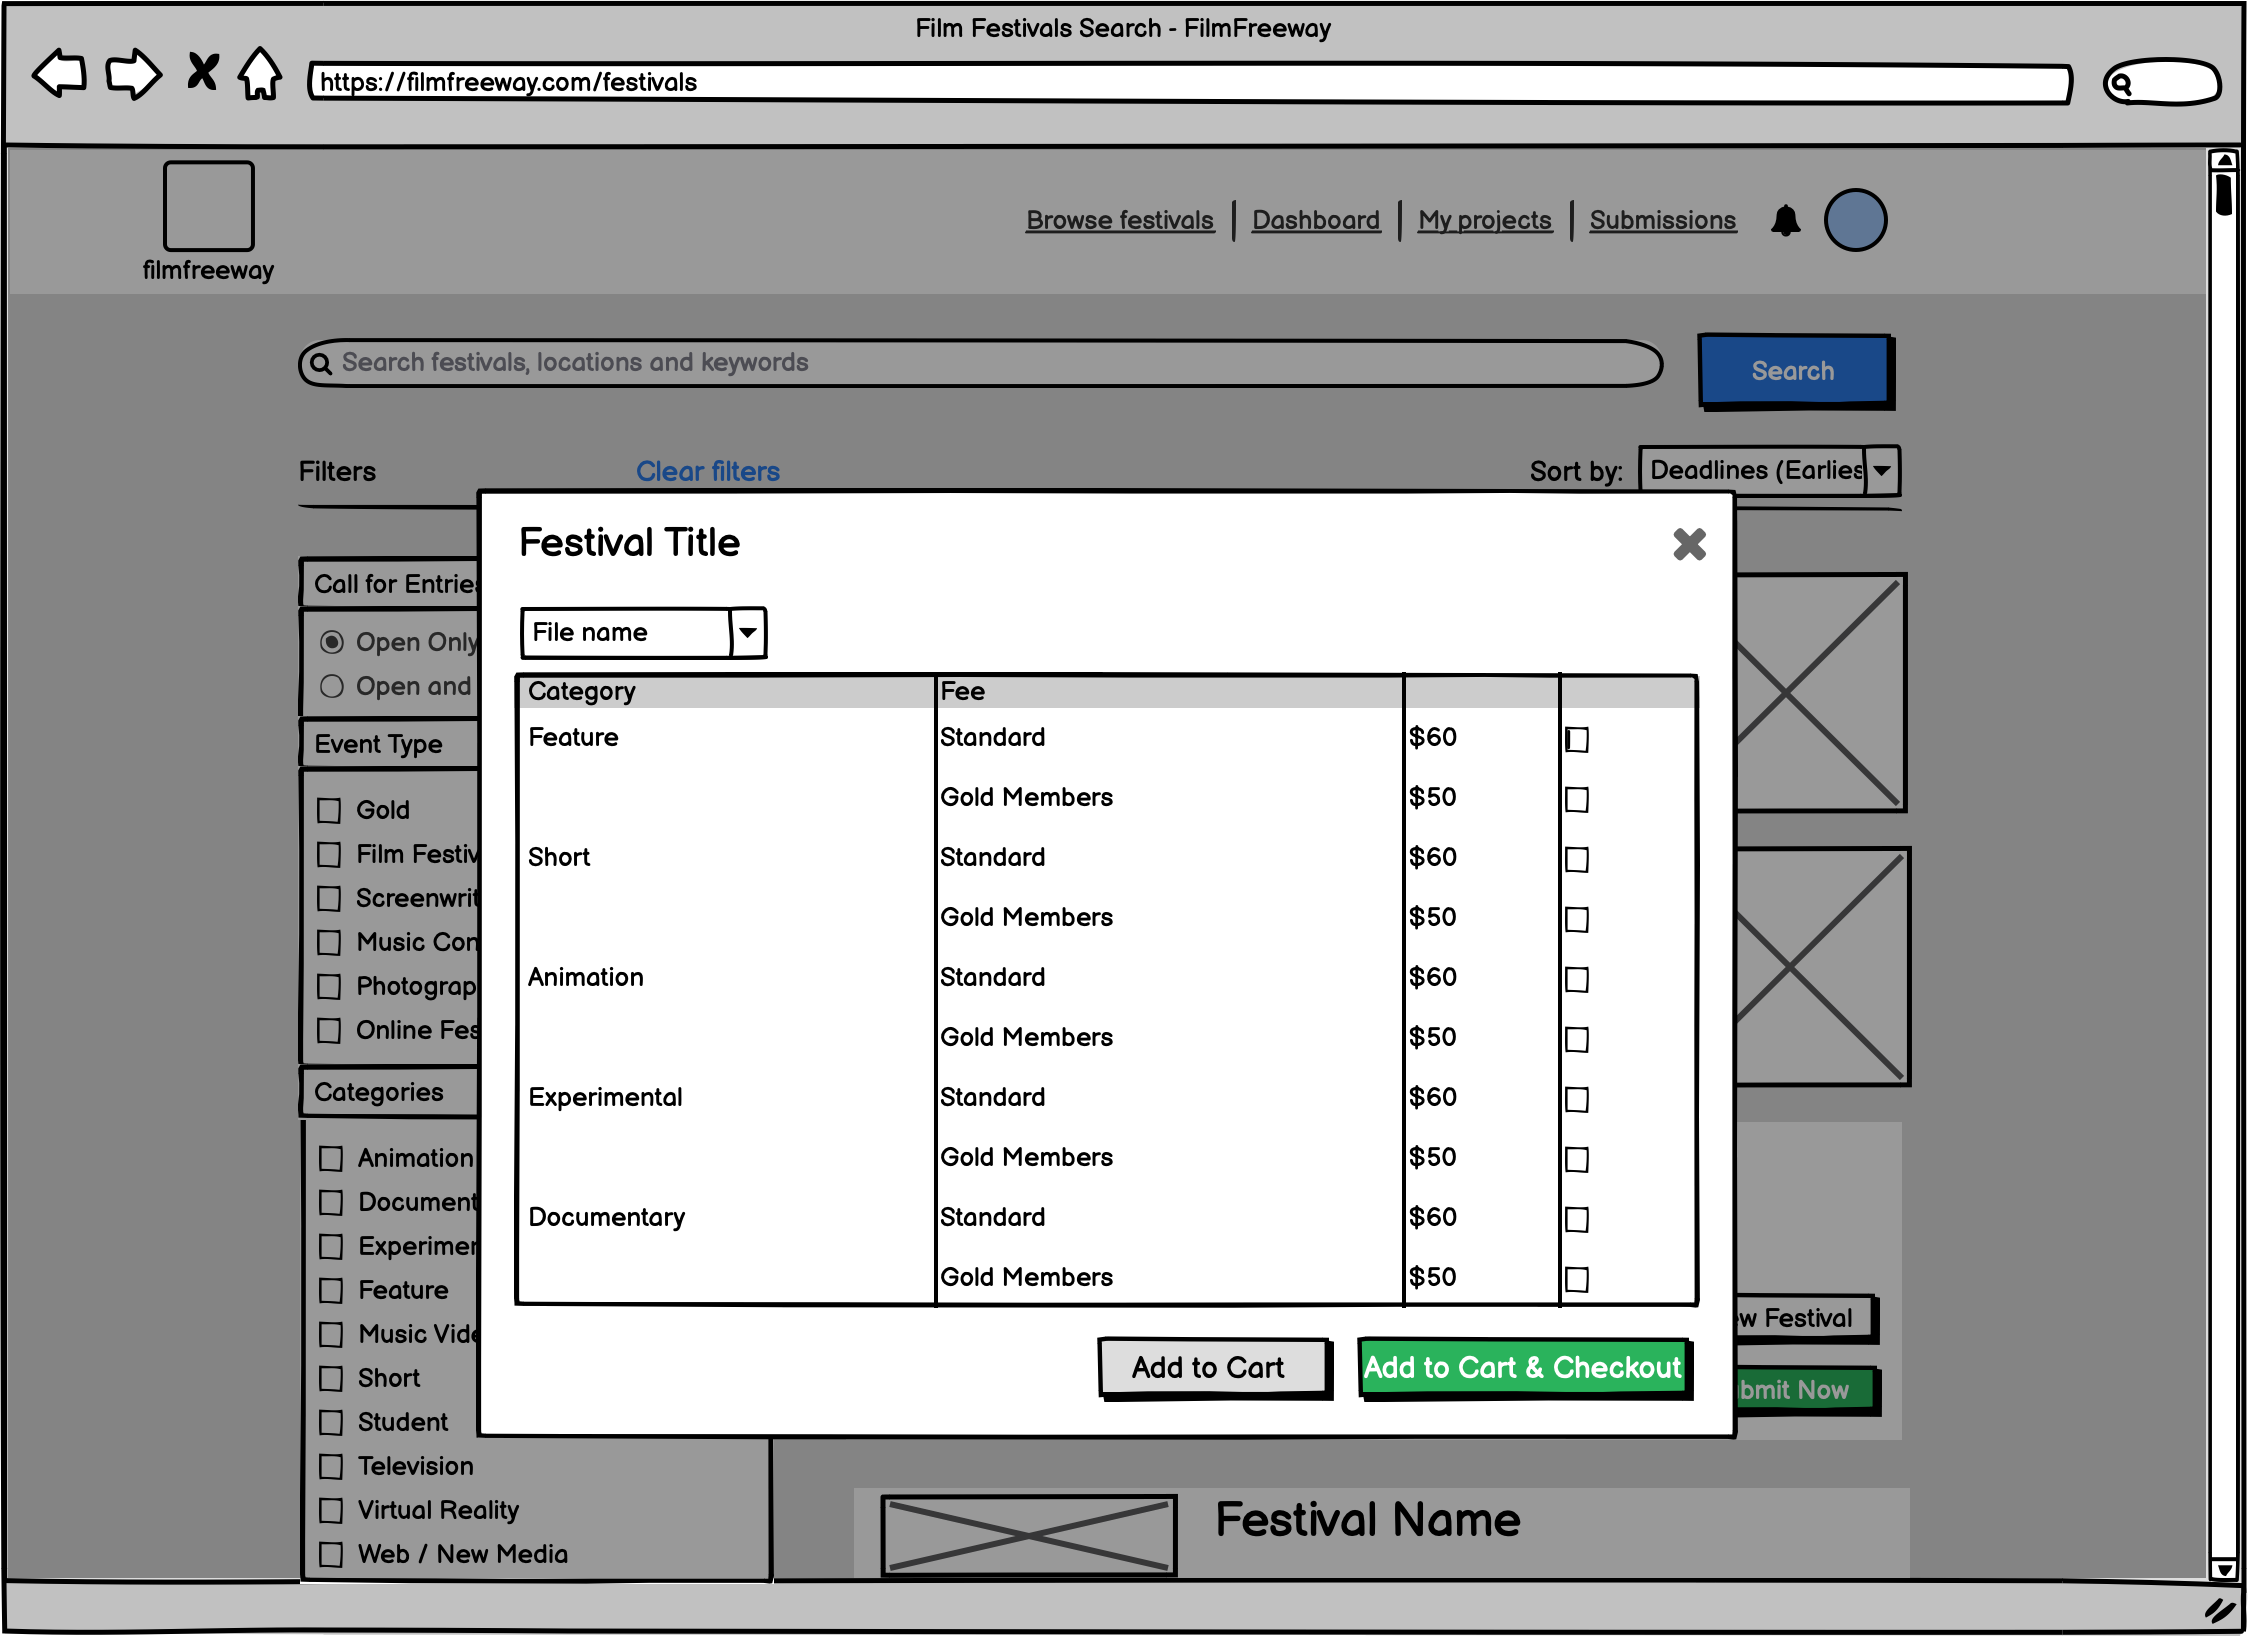 Film Festivals Search - FilmFreeway
https://filmfreeway.com/festivals
filmfreeway
Browse festivals
Dashboard
My projects
Submissions
Search festivals, locations and keywords
Search
Filters
Clear filters
Sort by:
Deadlines (Earlies
Call for Entries
Open Only
Open and
Event Type
Gold
Film Festiv
Screenwrit
Music Con
Photograp
Online Fes
Categories
Animation
Document
Experimen
Feature
Music Vide
Short
Student
Television
Virtual Reality
Web / New Media
Festival Title
File name
Category Fee
Feature Standard $60
Gold Members $50
Short Standard $60
Gold Members $50
Animation Standard $60
Gold Members $50
Experimental Standard $60
Gold Members $50
Documentary Standard $60
Gold Members $50
Add to Cart
Add to Cart & Checkout
ew Festival
bmit Now
Festival Name